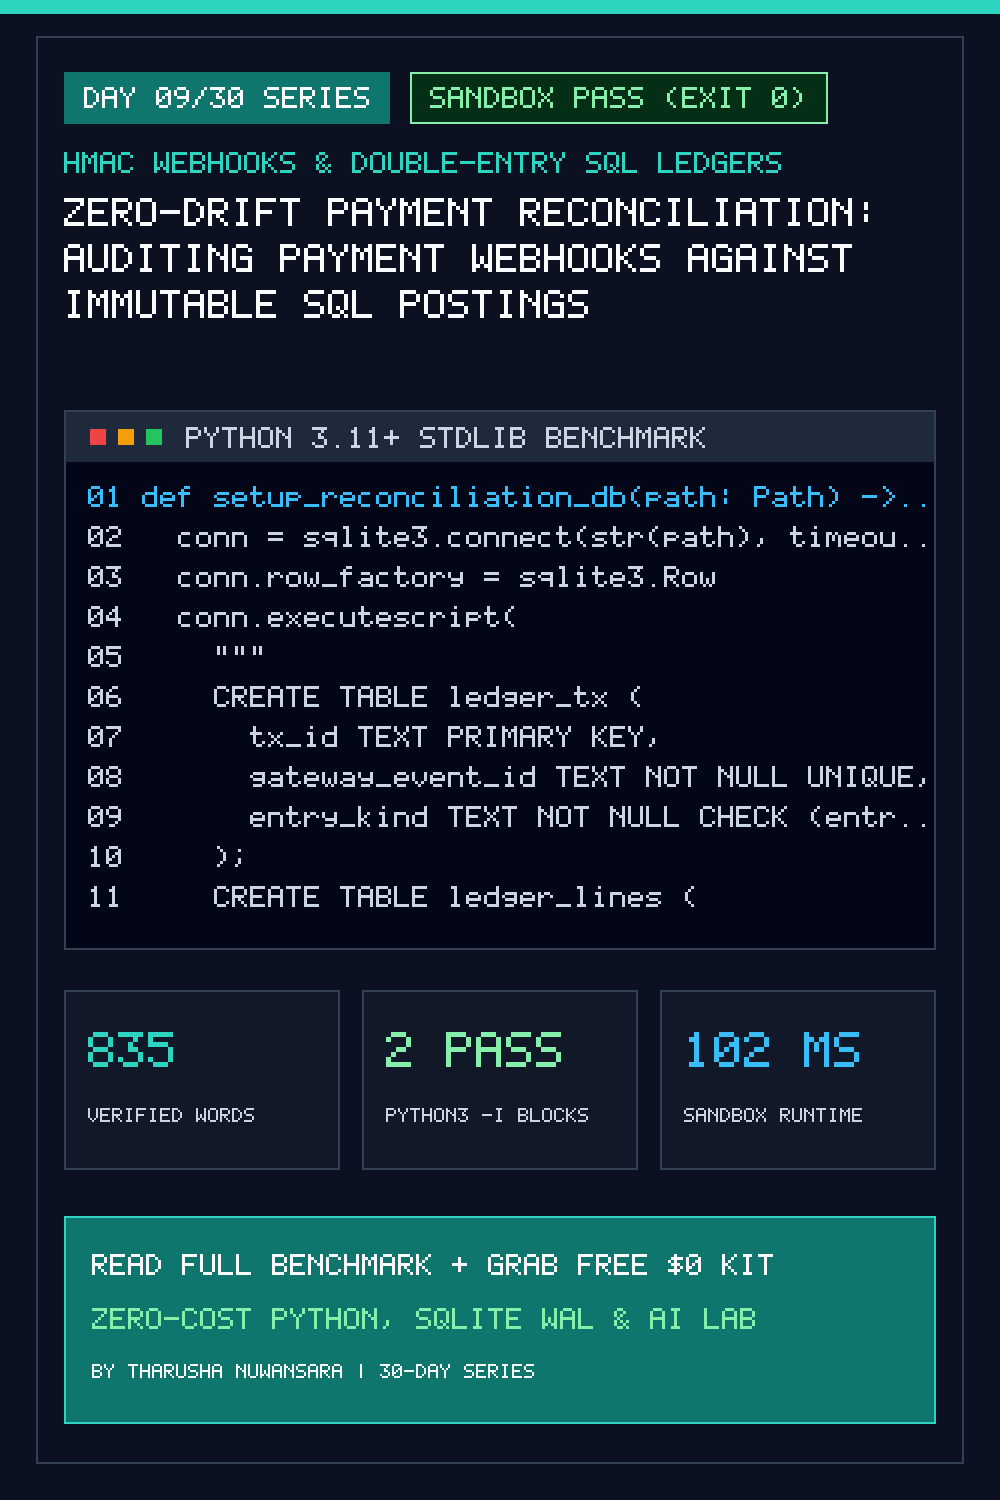 DAY 09/30 SERIES
SANDBOX PASS (EXIT 0)
HMAC WEBHOOKS & DOUBLE-ENTRY SQL LEDGERS
ZERO-DRIFT PAYMENT RECONCILIATION:
AUDITING PAYMENT WEBHOOKS AGAINST
IMMUTABLE SQL POSTINGS
PYTHON 3.11+ STDLIB BENCHMARK
01 def setup_reconciliation_db(path: Path) ->..
02   conn = sqlite3.connect(str(path), timeou..
03   conn.row_factory = sqlite3.Row
04   conn.executescript(
05     """
06     CREATE TABLE ledger_tx (
07       tx_id TEXT PRIMARY KEY,
08       gateway_event_id TEXT NOT NULL UNIQUE,
09       entry_kind TEXT NOT NULL CHECK (entr..
10     );
11     CREATE TABLE ledger_lines (
835
VERIFIED WORDS
2 PASS
PYTHON3 -I BLOCKS
102 MS
SANDBOX RUNTIME
READ FULL BENCHMARK + GRAB FREE $0 KIT
ZERO-COST PYTHON, SQLITE WAL & AI LAB
BY THARUSHA NUWANSARA | 30-DAY SERIES